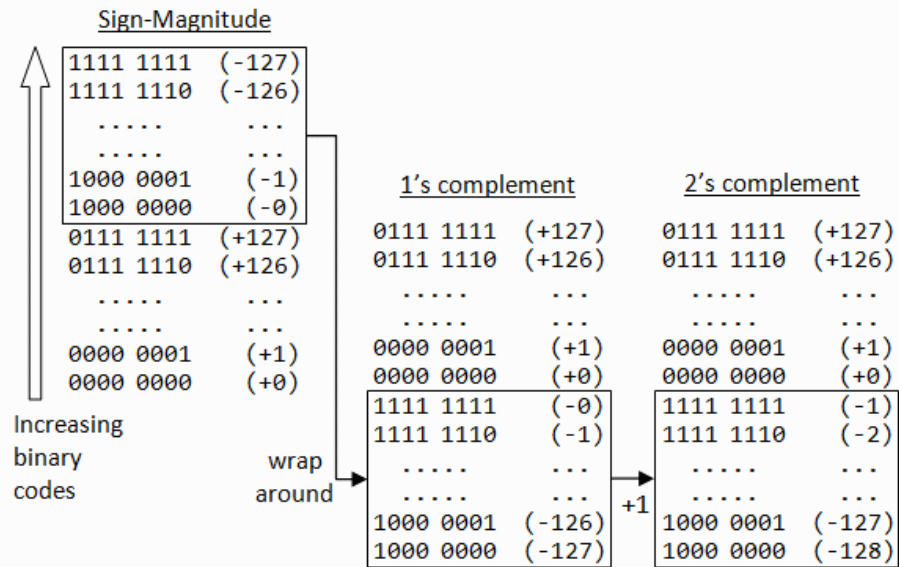 Sign-Magnitude
1111 1111 (-127)
1111 1110 (-126)
..... ...
..... ...
1000 0001 (-1)
1000 0000 (-0)
0111 1111 (+127)
0111 1110 (+126)
..... ...
..... ...
0000 0001 (+1)
0000 0000 (+0)
Increasing
binary
codes
wrap
around
1's complement
0111 1111 (+127)
0111 1110 (+126)
..... ...
..... ...
0000 0001 (+1)
0000 0000 (+0)
1111 1111 (-0)
1111 1110 (-1)
..... ...
..... ...
1000 0001 (-126)
1000 0000 (-127)
+1
2's complement
0111 1111 (+127)
0111 1110 (+126)
..... ...
..... ...
0000 0001 (+1)
0000 0000 (+0)
1111 1111 (-1)
1111 1110 (-2)
..... ...
..... ...
1000 0001 (-127)
1000 0000 (-128)